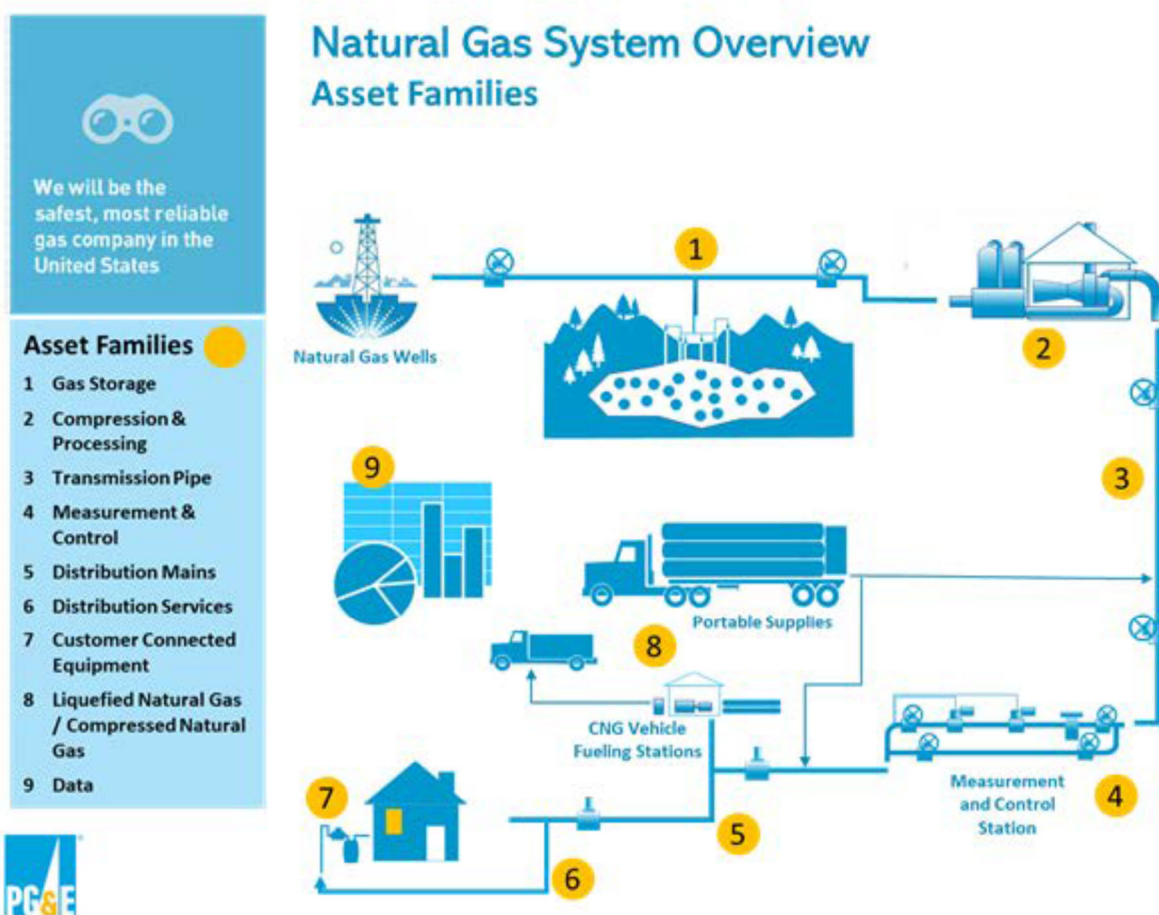 Natural Gas System Overview
Asset Families
We will be the
safest, most reliable
gas company in the
United States
Asset Families
1 Gas Storage
2 Compression &
Processing
3 Transmission Pipe
4 Measurement &
Control
5 Distribution Mains
6 Distribution Services
7 Customer Connected
Equipment
8 Liquefied Natural Gas
/ Compressed Natural
Gas
9 Data
PG&E
1
Natural Gas Wells
2
9
3
Portable Supplies
8
CNG Vehicle
Fueling Stations
Measurement
and Control
Station
4
7
5
6